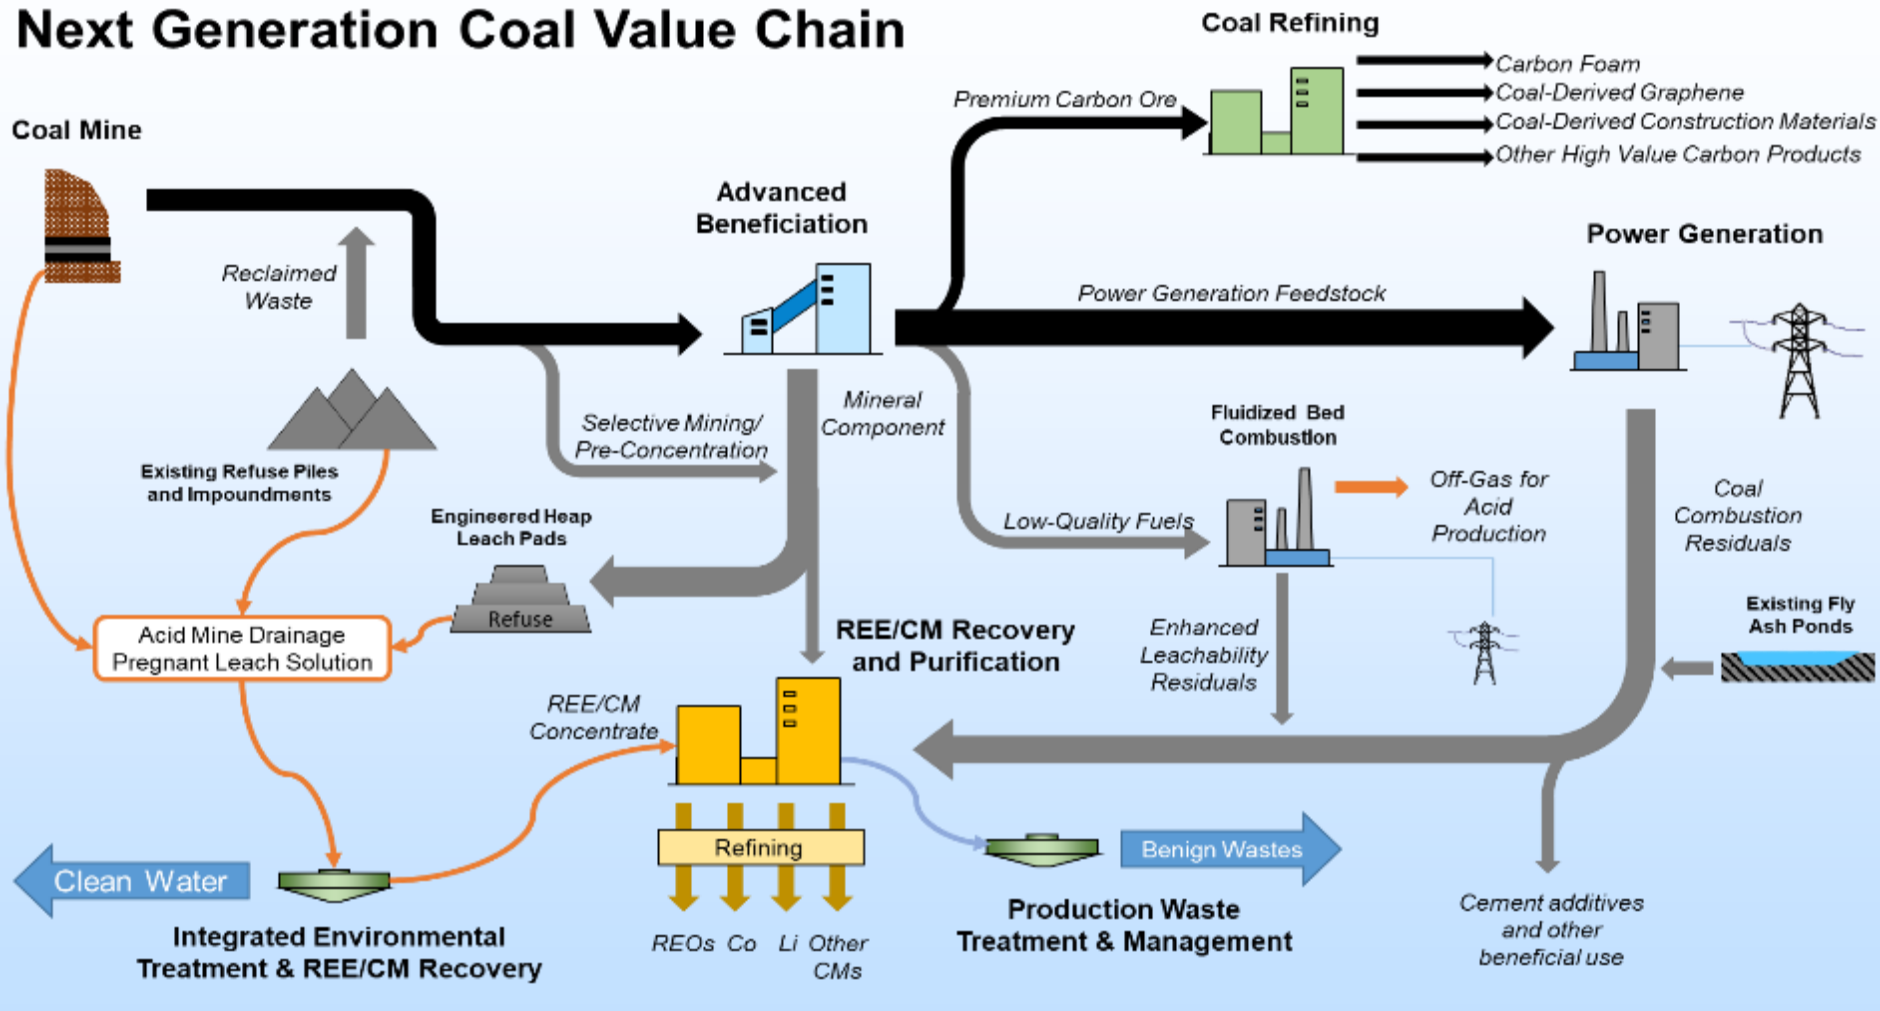 Next Generation Coal Value Chain
Coal Refining
Carbon Foam
Coal-Derived Graphene
Coal-Derived Construction Materials
Other High Value Carbon Products
Premium Carbon Ore
Coal Mine
Advanced
Beneficiation
Power Generation
Reclaimed
Waste
Power Generation Feedstock
Existing Refuse Piles
and Impoundments
Selective Mining/
Pre-Concentration
Mineral
Component
Fluidized Bed
Combustion
Low-Quality Fuels
Off-Gas for
Acid
Production
Coal
Combustion
Residuals
Engineered Heap
Leach Pads
Refuse
Acid Mine Drainage
Pregnant Leach Solution
REE/CM Recovery
and Purification
Enhanced
Leachability
Residuals
Existing Fly
Ash Ponds
REE/CM
Concentrate
Refining
REOs Co Li Other
CMs
Clean Water
Integrated Environmental
Treatment & REE/CM Recovery
Benign Wastes
Production Waste
Treatment & Management
Cement additives
and other
beneficial use